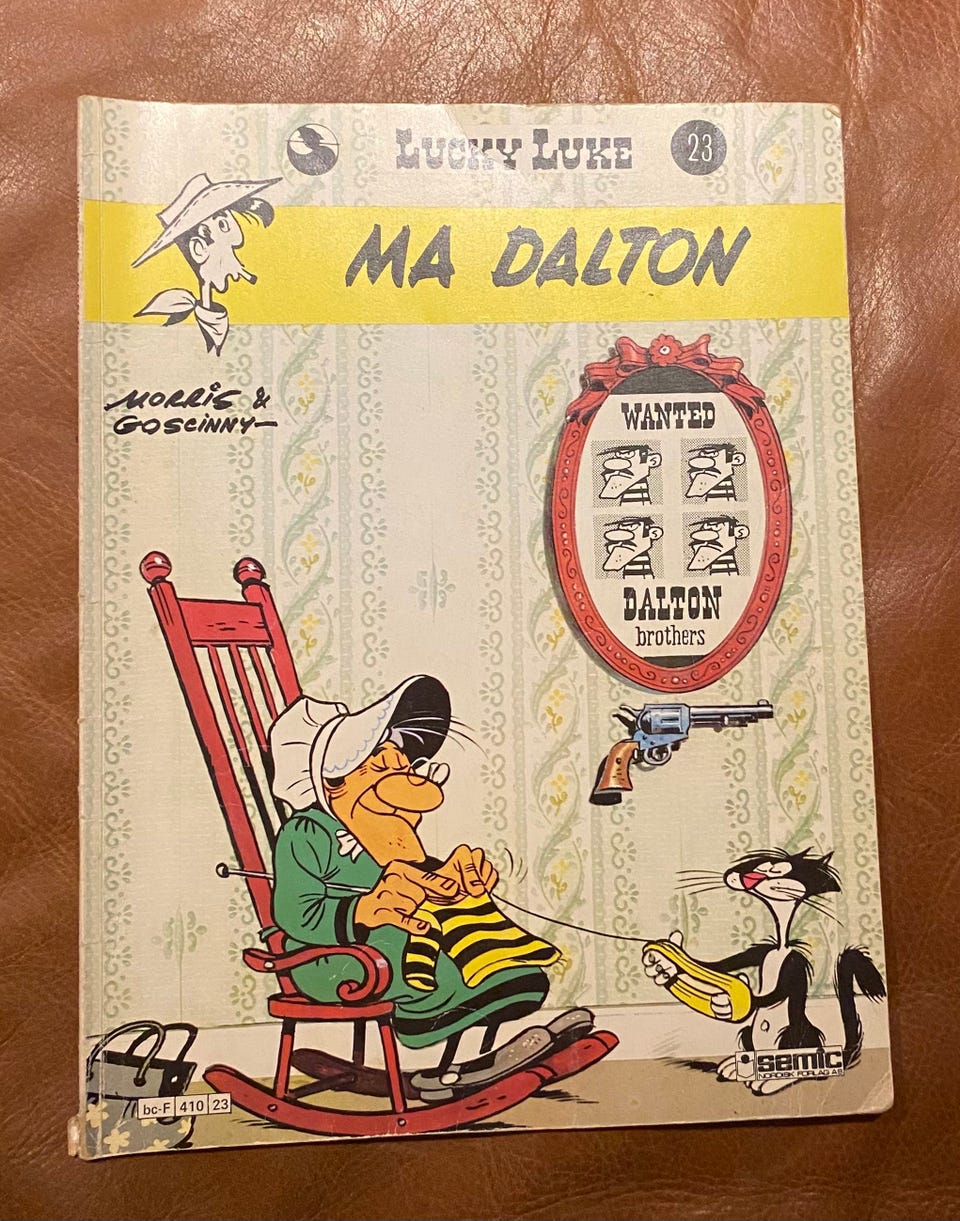 LUCKY LUKE
23
MA DALTON
MORRIS &
GOSCINNY
WANTED
DALTON
brothers
semic
NORDISK FORLAG AS
bc-F 410 23